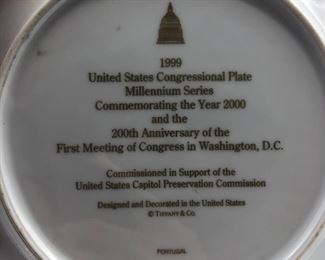 1999
United States Congressional Plate
Millennium Series
Commemorating the Year 2000
and the
200th Anniversary of the
First Meeting of Congress in Washington, D.C.
Commissioned in Support of the
United States Capitol Preservation Commission
Designed and Decorated in the United States
© TIFFANY & CO.
PORTUGAL